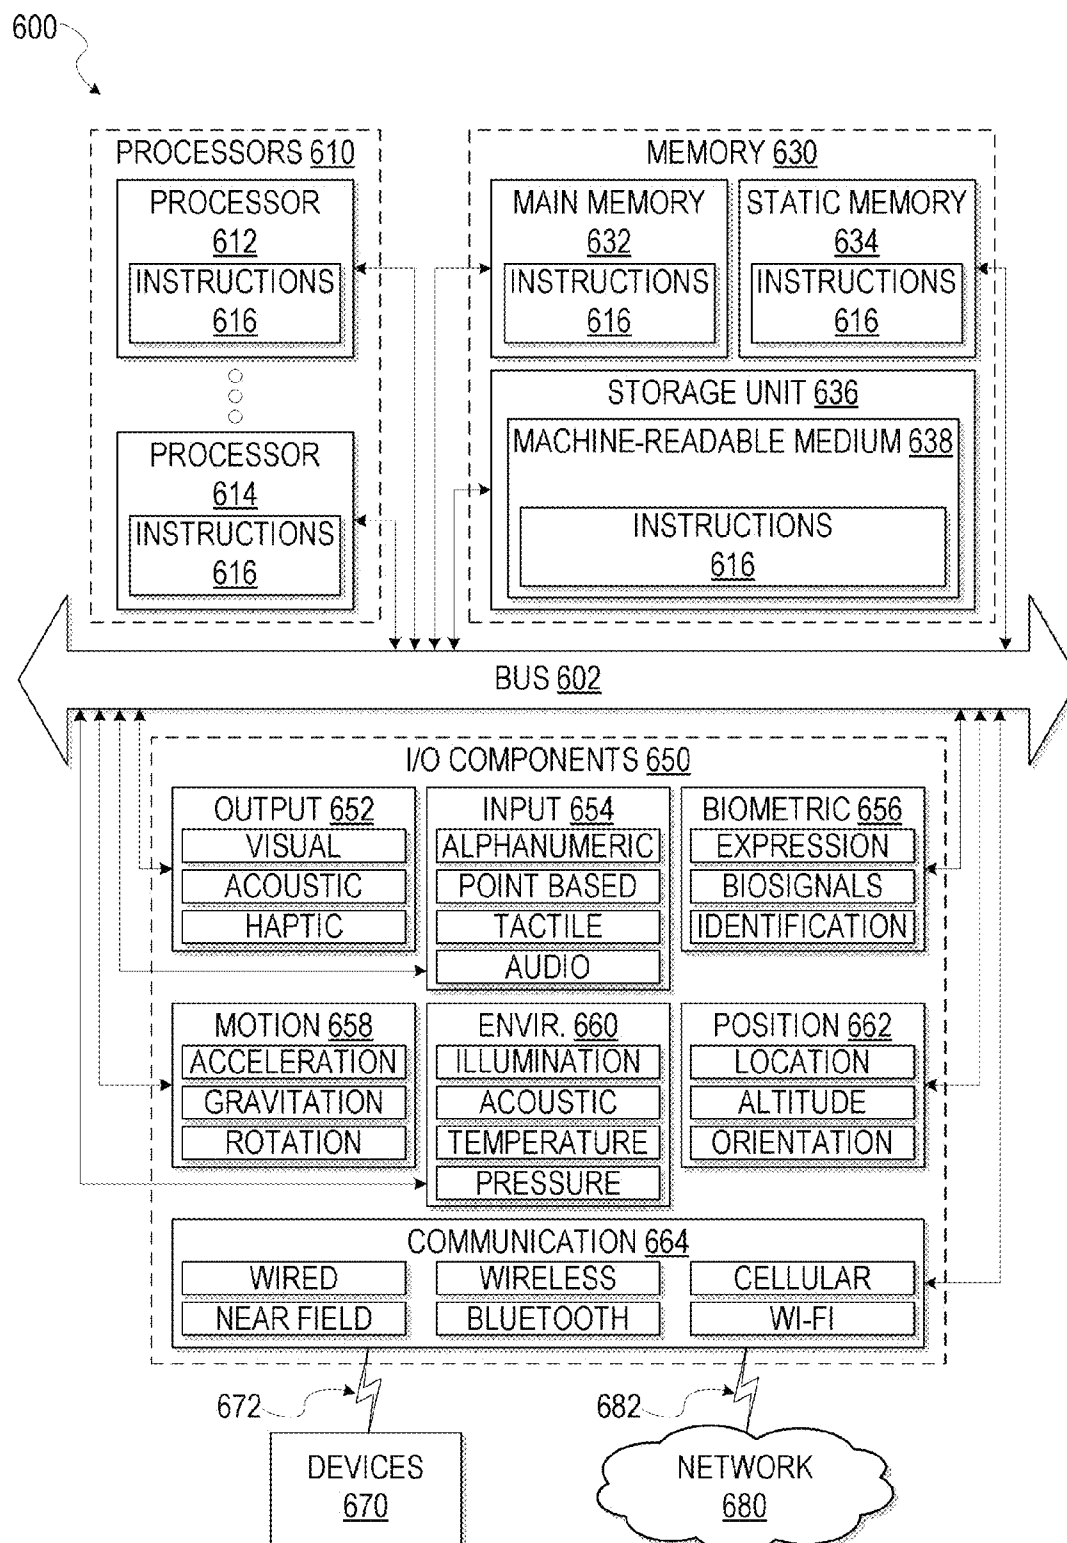 600
PROCESSORS 610
PROCESSOR
612
INSTRUCTIONS
616
PROCESSOR
614
INSTRUCTIONS
616
MEMORY 630
MAIN MEMORY
632
INSTRUCTIONS
616
STATIC MEMORY
634
INSTRUCTIONS
616
STORAGE UNIT 636
MACHINE-READABLE MEDIUM 638
INSTRUCTIONS
616
BUS 602
I/O COMPONENTS 650
OUTPUT 652
VISUAL
ACOUSTIC
HAPTIC
INPUT 654
ALPHANUMERIC
POINT BASED
TACTILE
AUDIO
BIOMETRIC 656
EXPRESSION
BIOSIGNALS
IDENTIFICATION
MOTION 658
ACCELERATION
GRAVITATION
ROTATION
ENVIR. 660
ILLUMINATION
ACOUSTIC
TEMPERATURE
PRESSURE
POSITION 662
LOCATION
ALTITUDE
ORIENTATION
COMMUNICATION 664
WIRED
WIRELESS
CELLULAR
NEAR FIELD
BLUETOOTH
WI-FI
672
682
DEVICES
670
NETWORK
680